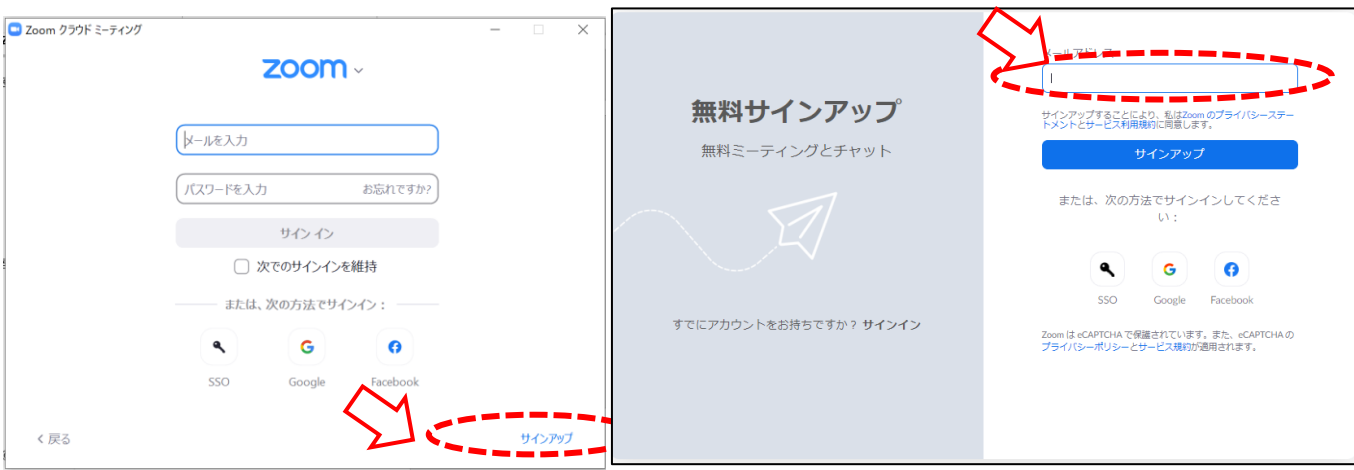 Zoom クラウド ミーティング
zoom
メールを入力
パスワードを入力 お忘れですか?
サイン イン
次でのサインインを維持
または、次の方法でサインイン：
SSO Google Facebook
戻る
サインアップ
無料サインアップ
無料ミーティングとチャット
すでにアカウントをお持ちですか？ サインイン
メールアドレス
サインアップすることにより、私はZoom のプライバシーステー
トメントとサービス利用規約に同意します。
サインアップ
または、次の方法でサインインしてくださ
い：
SSO Google Facebook
Zoom は eCAPTCHA で保護されています。また、eCAPTCHA の
プライバシーポリシーとサービス規約が適用されます。